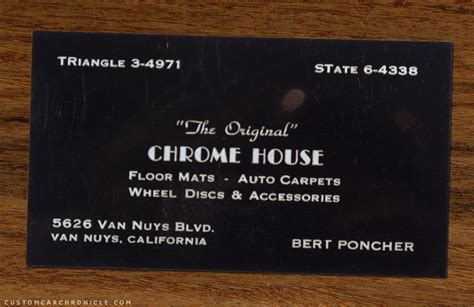 TRIANGLE 3-4971
STATE 6-4338
"The Original"
CHROME HOUSE
FLOOR MATS - AUTO CARPETS
WHEEL DISCS & ACCESSORIES
5626 VAN NUYS BLVD.
VAN NUYS, CALIFORNIA
BERT PONCHER
CUSTOMCARCHRONICLE.COM